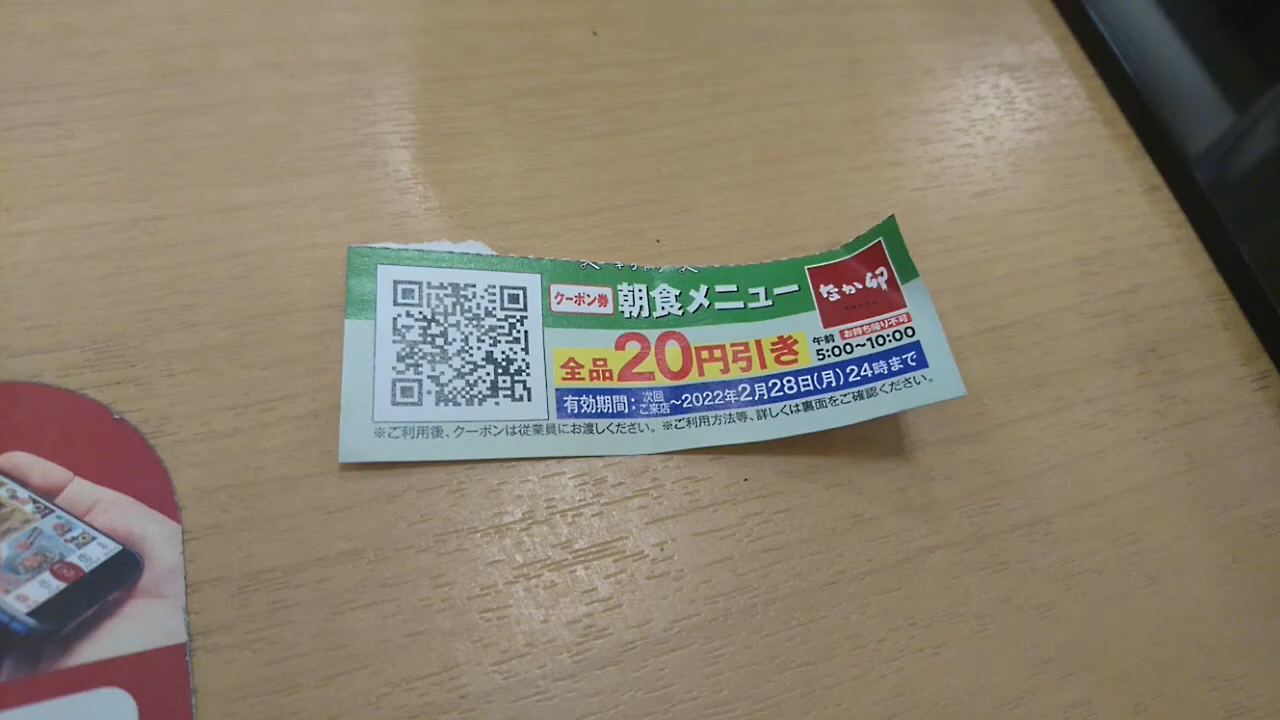 クーポン券 朝食メニュー
なか卯
お持ち帰り不可
全品20円引き 午前5:00~10:00
有効期間:次回ご来店~2022年2月28日(月)24時まで
※ご利用後、クーポンは従業員にお渡しください。※ご利用方法等、詳しくは裏面をご確認ください。